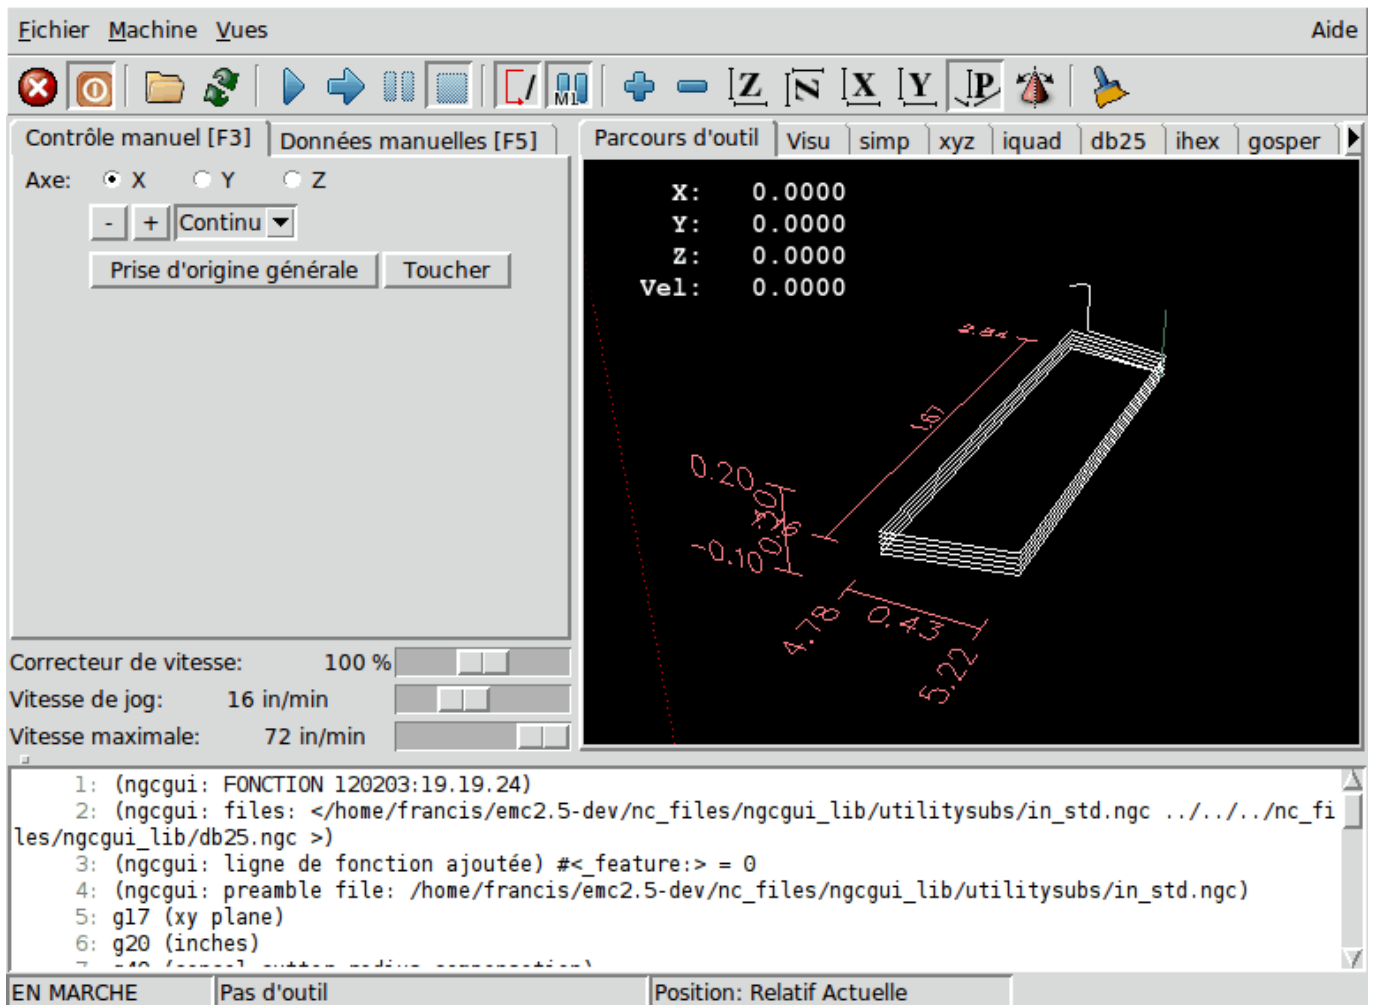 Fichier Machine Vues Aide
M1 Z N X Y P
Contrôle manuel [F3] Données manuelles [F5]
Parcours d'outil Visu simp xyz iquad db25 ihex gosper
Axe: X Y Z
- + Continu
Prise d'origine générale Toucher
X: 0.0000
Y: 0.0000
Z: 0.0000
Vel: 0.0000
1.67
0.20
-0.10
4.78
0.43
5.22
Correcteur de vitesse: 100 %
Vitesse de jog: 16 in/min
Vitesse maximale: 72 in/min
1: (ngcgui: FONCTION 120203:19.19.24)
2: (ngcgui: files: </home/francis/emc2.5-dev/nc_files/ngcgui_lib/utilitysubs/in_std.ngc ../../../nc_fi
les/ngcgui_lib/db25.ngc >)
3: (ngcgui: ligne de fonction ajoutée) #<_feature:> = 0
4: (ngcgui: preamble file: /home/francis/emc2.5-dev/nc_files/ngcgui_lib/utilitysubs/in_std.ngc)
5: g17 (xy plane)
6: g20 (inches)
EN MARCHE Pas d'outil Position: Relatif Actuelle